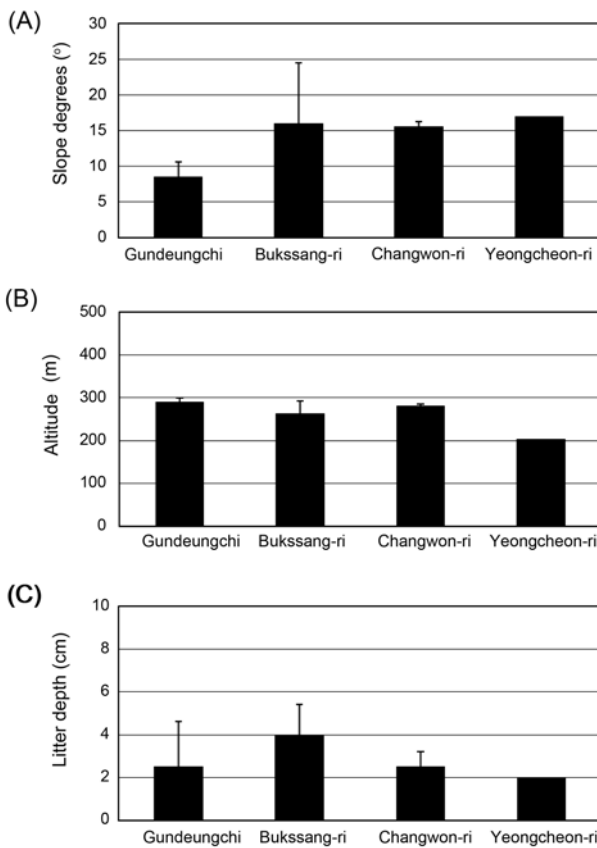 (A)
Slope degrees (°)
30
25
20
15
10
5
0
Gundeungchi Bukssang-ri Changwon-ri Yeongcheon-ri
(B)
Altitude (m)
500
400
300
200
100
0
Gundeungchi Bukssang-ri Changwon-ri Yeongcheon-ri
(C)
Litter depth (cm)
10
8
6
4
2
0
Gundeungchi Bukssang-ri Changwon-ri Yeongcheon-ri